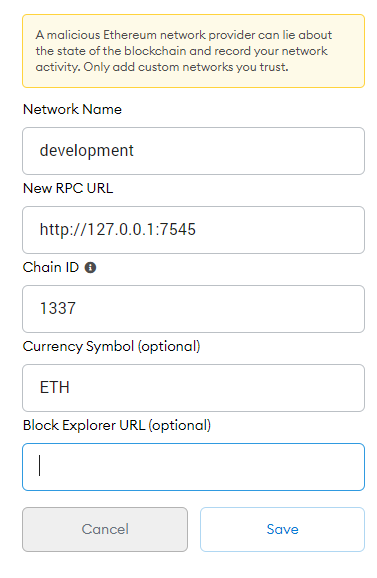 A malicious Ethereum network provider can lie about
the state of the blockchain and record your network
activity. Only add custom networks you trust.
Network Name
development
New RPC URL
http://127.0.0.1:7545
Chain ID
1337
Currency Symbol (optional)
ETH
Block Explorer URL (optional)
Cancel
Save